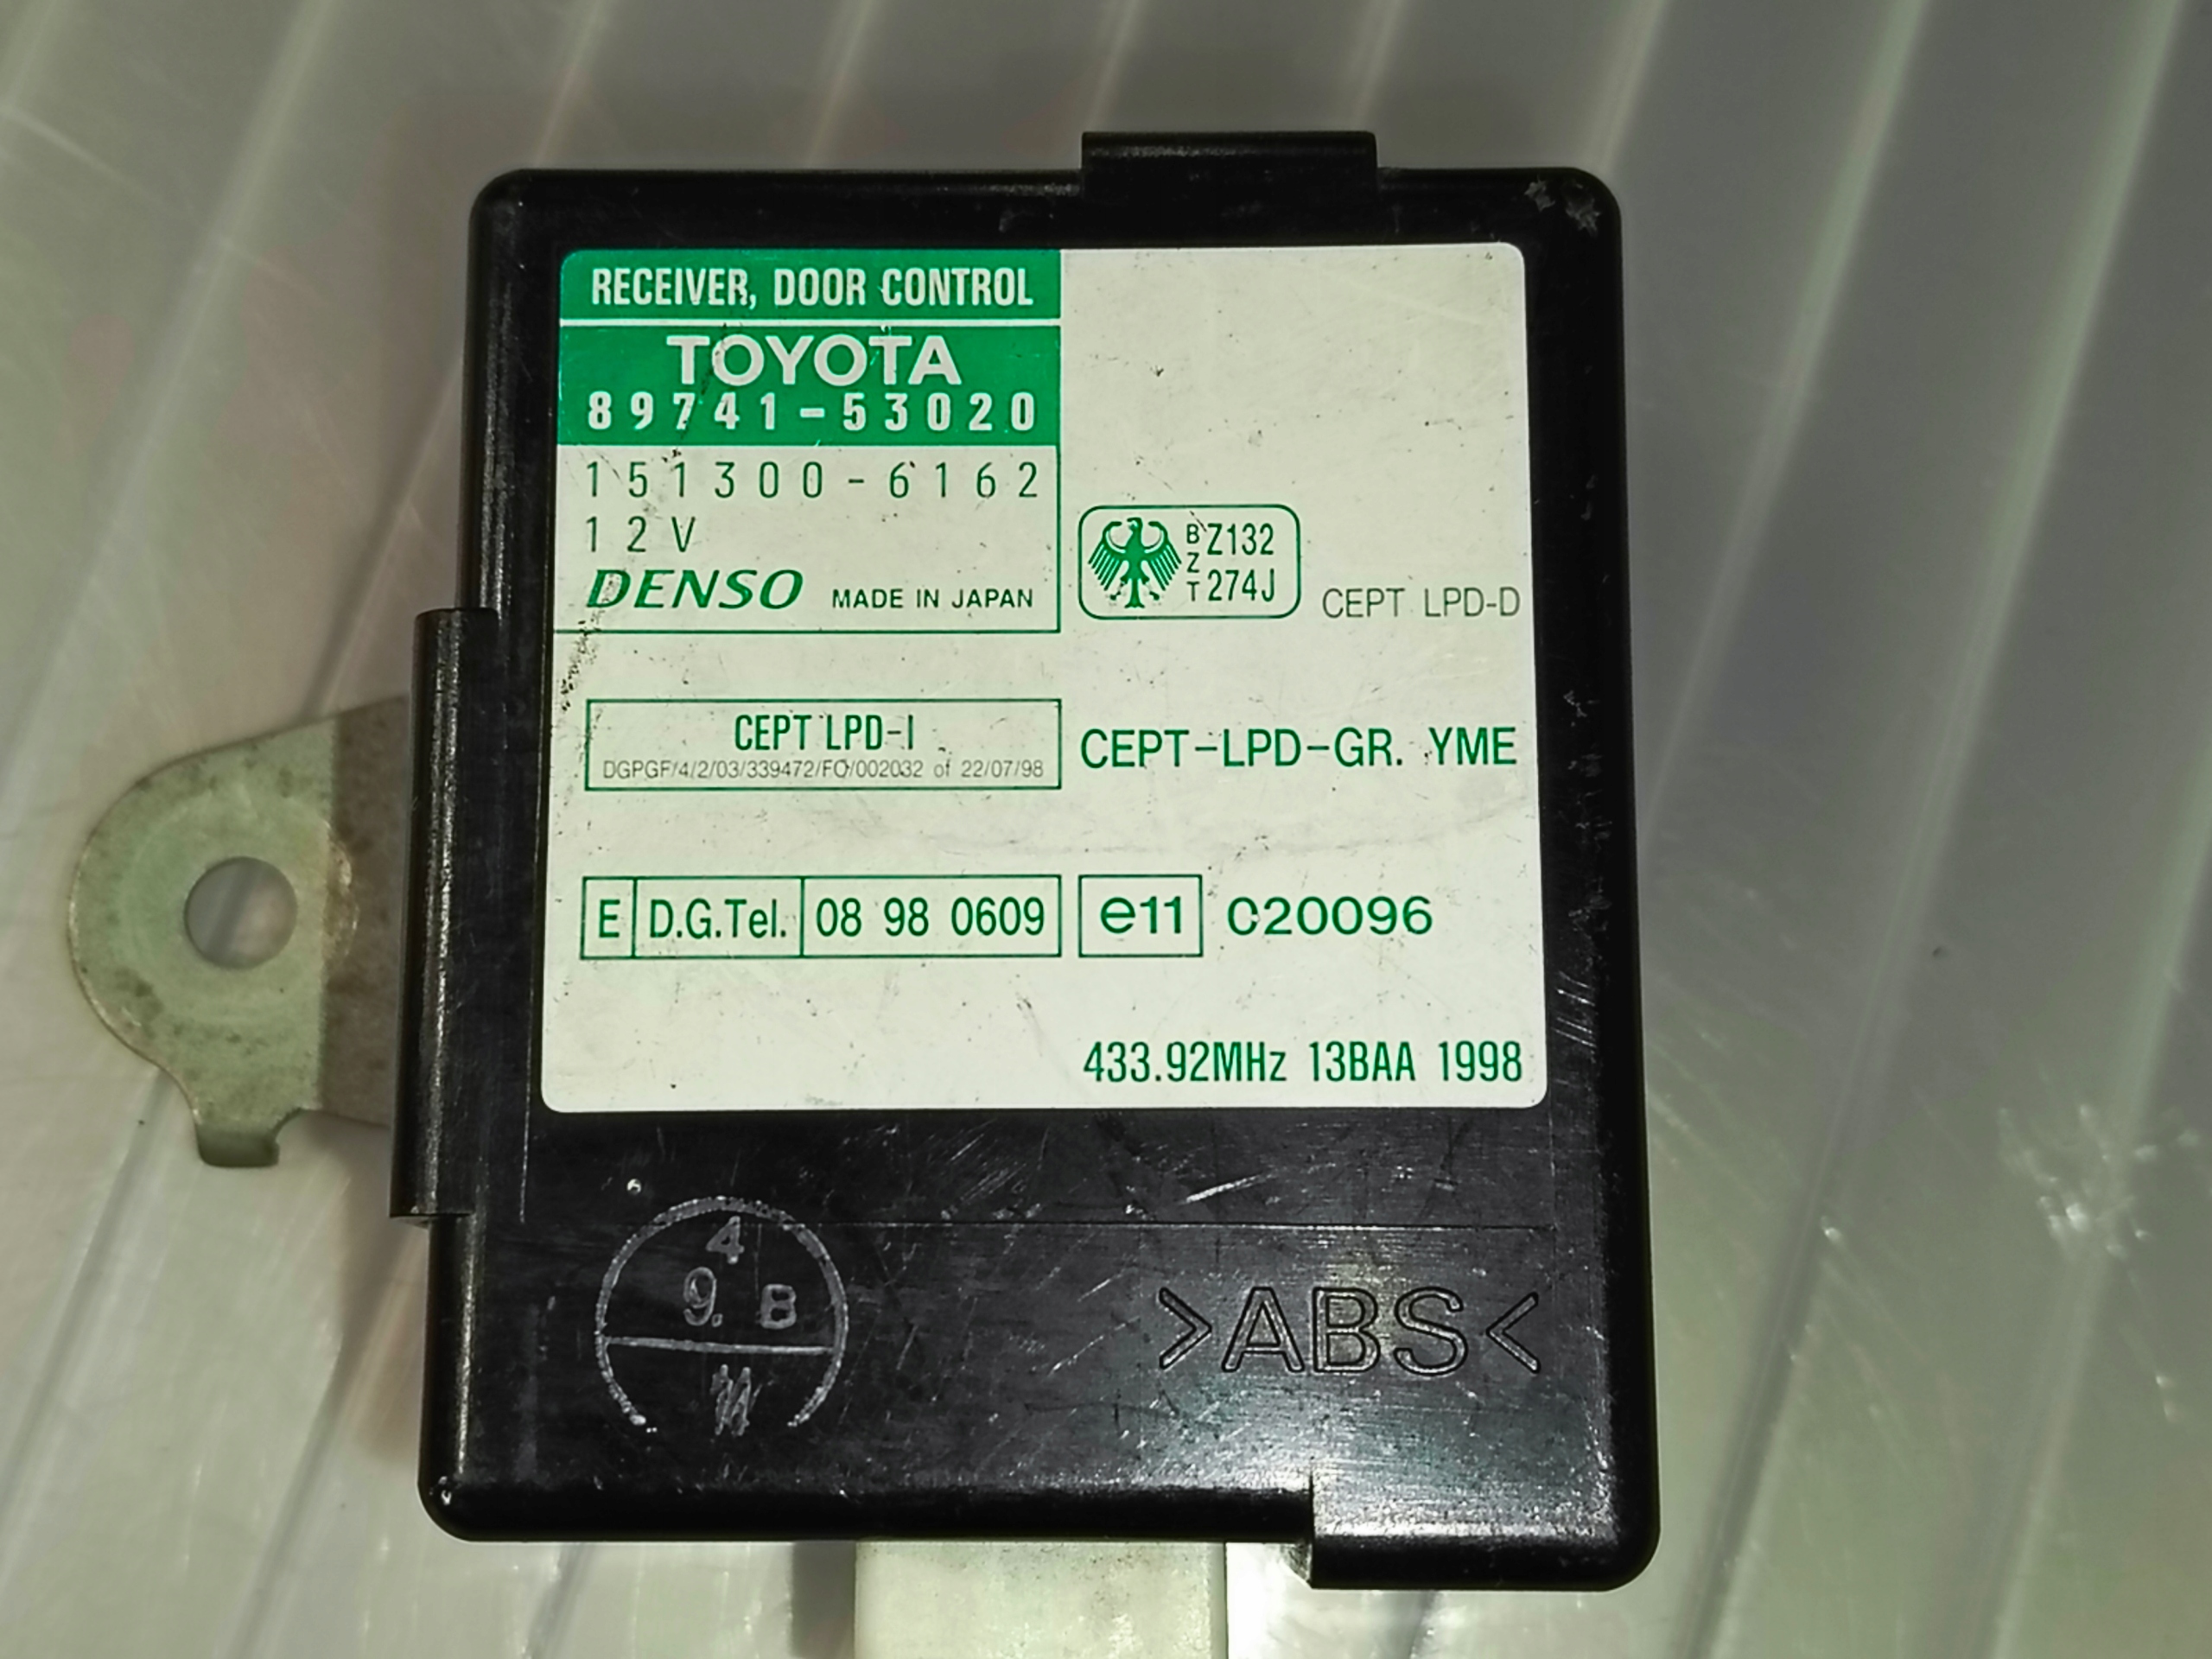 RECEIVER, DOOR CONTROL
TOYOTA
89741-53020
151300-6162
12V
DENSO MADE IN JAPAN
BZT Z132 274J
CEPT LPD-D
CEPT LPD-I
DGPGF/4/2/03/339472/FO/002032 of 22/07/98
CEPT-LPD-GR. YME
E D.G.Tel. 08 98 0609
e11 020096
433.92MHz 13BAA 1998
4
9. B
>ABS<